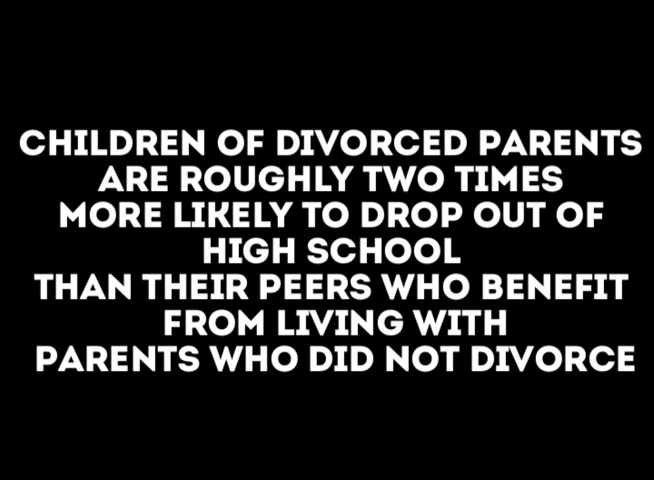 CHILDREN OF DIVORCED PARENTS
ARE ROUGHLY TWO TIMES
MORE LIKELY TO DROP OUT OF
HIGH SCHOOL
THAN THEIR PEERS WHO BENEFIT
FROM LIVING WITH
PARENTS WHO DID NOT DIVORCE